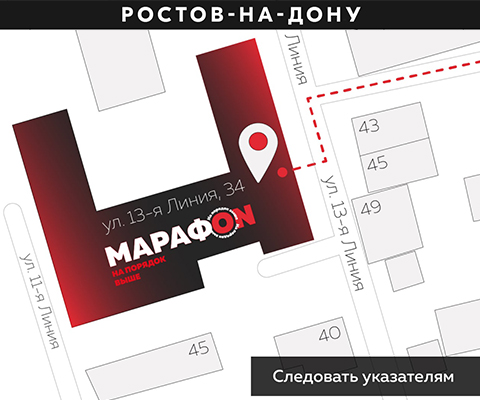 РОСТОВ-НА-ДОНУ
Линия
43
45
ул. 13-я Линия, 34
49
ул. 13-я Линия
МАРАФON
НА ПОРЯДОК
ВЫШЕ
ул. 11-я Линия
45
40
Следовать указателям